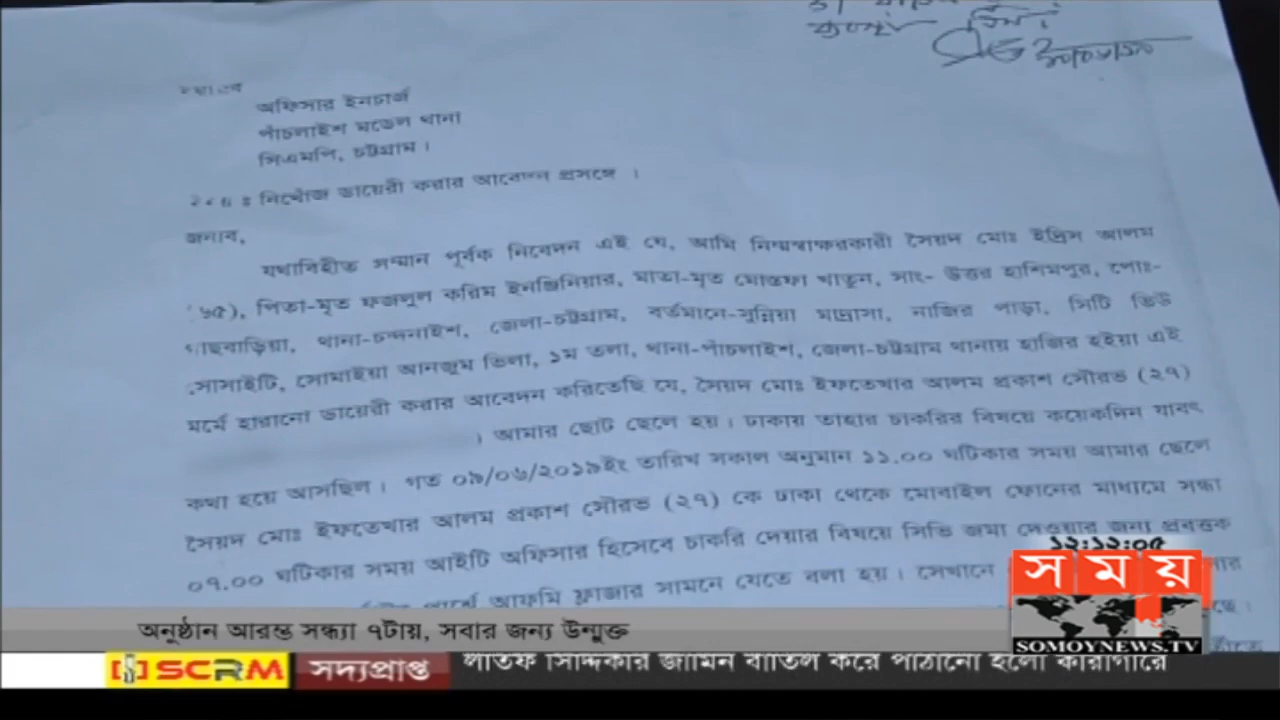 অফিসার ইনচার্জ
পাঁচলাইশ মডেল থানা
সিএমপি, চট্টগ্রাম।
নিখোঁজ ডায়েরী করার আবেদন প্রসঙ্গে ।
জনাব,
যথাবিহীত সম্মান পূর্বক নিবেদন এই যে, আমি নিম্মস্বাক্ষরকারী সৈয়দ মোঃ ইদ্রিস আলম
পিতা-মৃত ফজলুল করিম ইনজিনিয়ার, মাতা-মৃত মোস্তফা খাতুন, সাং- উত্তর হাশিমপুর, পোঃ-
গাছবাড়িয়া, থানা-চন্দনাইশ, জেলা-চট্টগ্রাম, বর্তমানে-সুন্নিয়া মাদ্রাসা, নাজির পাড়া, সিটি ভিউ
সোসাইটি, সোমাইয়া আনজুম ভিলা, ১ম তলা, থানা-পাঁচলাইশ, জেলা-চট্টগ্রাম থানায় হাজির হইয়া এই
মর্মে হারানো ডায়েরী করার আবেদন করিতেছি যে, সৈয়দ মোঃ ইফতেখার আলম প্রকাশ সৌরভ (২৭)
। আমার ছোট ছেলে হয়। ঢাকায় তাহার চাকরির বিষয়ে কয়েকদিন যাবৎ
কথা হয়ে আসছিল। গত ০৯/০৬/২০১৯ইং তারিখ সকাল অনুমান ১১.০০ ঘটিকার সময় আমার ছেলে
সৈয়দ মোঃ ইফতেখার আলম প্রকাশ সৌরভ (২৭) কে ঢাকা থেকে মোবাইল ফোনের মাধ্যমে সন্ধা
০৭.০০ ঘটিকার সময় আইটি অফিসার হিসেবে চাকরি দেয়ার বিষয়ে সিভি জমা দেওয়ার জন্য প্রবত্তক
আফমি প্লাজার সামনে যেতে বলা হয়। সেখানে
১২:১২:০৫
সময়
SOMOYNEWS.TV
অনুষ্ঠান আরম্ভ সন্ধ্যা ৭টায়, সবার জন্য উন্মুক্ত
SCRM সদ্যপ্রাপ্ত লতিফ সিদ্দিকীর জামিন বাতিল করে পাঠানো হলো কারাগারে